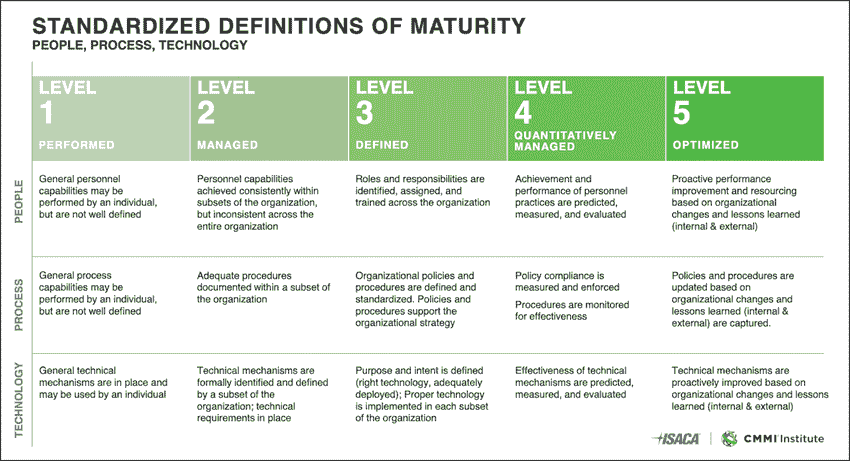 STANDARDIZED DEFINITIONS OF MATURITY
PEOPLE, PROCESS, TECHNOLOGY
LEVEL
1
PERFORMED
LEVEL
2
MANAGED
LEVEL
3
DEFINED
LEVEL
4
QUANTITATIVELY
MANAGED
LEVEL
5
OPTIMIZED
PEOPLE
General personnel
capabilities may be
performed by an individual,
but are not well defined
Personnel capabilities
achieved consistently within
subsets of the organization,
but inconsistent across the
entire organization
Roles and responsibilities are
identified, assigned, and
trained across the organization
Achievement and
performance of personnel
practices are predicted,
measured, and evaluated
Proactive performance
improvement and resourcing
based on organizational
changes and lessons learned
(internal & external)
PROCESS
General process
capabilities may be
performed by an individual,
but are not well defined
Adequate procedures
documented within a subset of
the organization
Organizational policies and
procedures are defined and
standardized. Policies and
procedures support the
organizational strategy
Policy compliance is
measured and enforced
Procedures are monitored
for effectiveness
Policies and procedures are
updated based on
organizational changes and
lessons learned (internal &
external) are captured.
TECHNOLOGY
General technical
mechanisms are in place and
may be used by an individual
Technical mechanisms are
formally identified and defined
by a subset of the
organization; technical
requirements in place
Purpose and intent is defined
(right technology, adequately
deployed); Proper technology
is implemented in each subset
of the organization
Effectiveness of technical
mechanisms are predicted,
measured, and evaluated
Technical mechanisms are
proactively improved based on
organizational changes and lessons
learned (internal & external)
ISACA
CMMI Institute